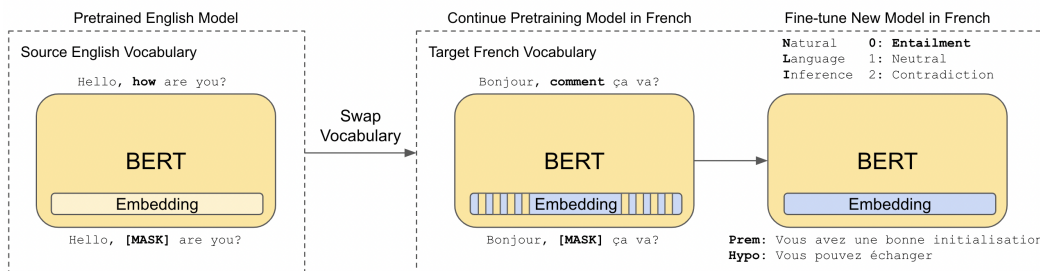 Pretrained English Model
Source English Vocabulary
Hello, how are you?
BERT
Embedding
Hello, [MASK] are you?
Swap
Vocabulary
Continue Pretraining Model in French
Target French Vocabulary
Bonjour, comment ça va?
BERT
Embedding
Bonjour, [MASK] ça va?
Fine-tune New Model in French
Natural 0: Entailment
Language 1: Neutral
Inference 2: Contradiction
BERT
Embedding
Prem: Vous avez une bonne initialisation
Hypo: Vous pouvez échanger